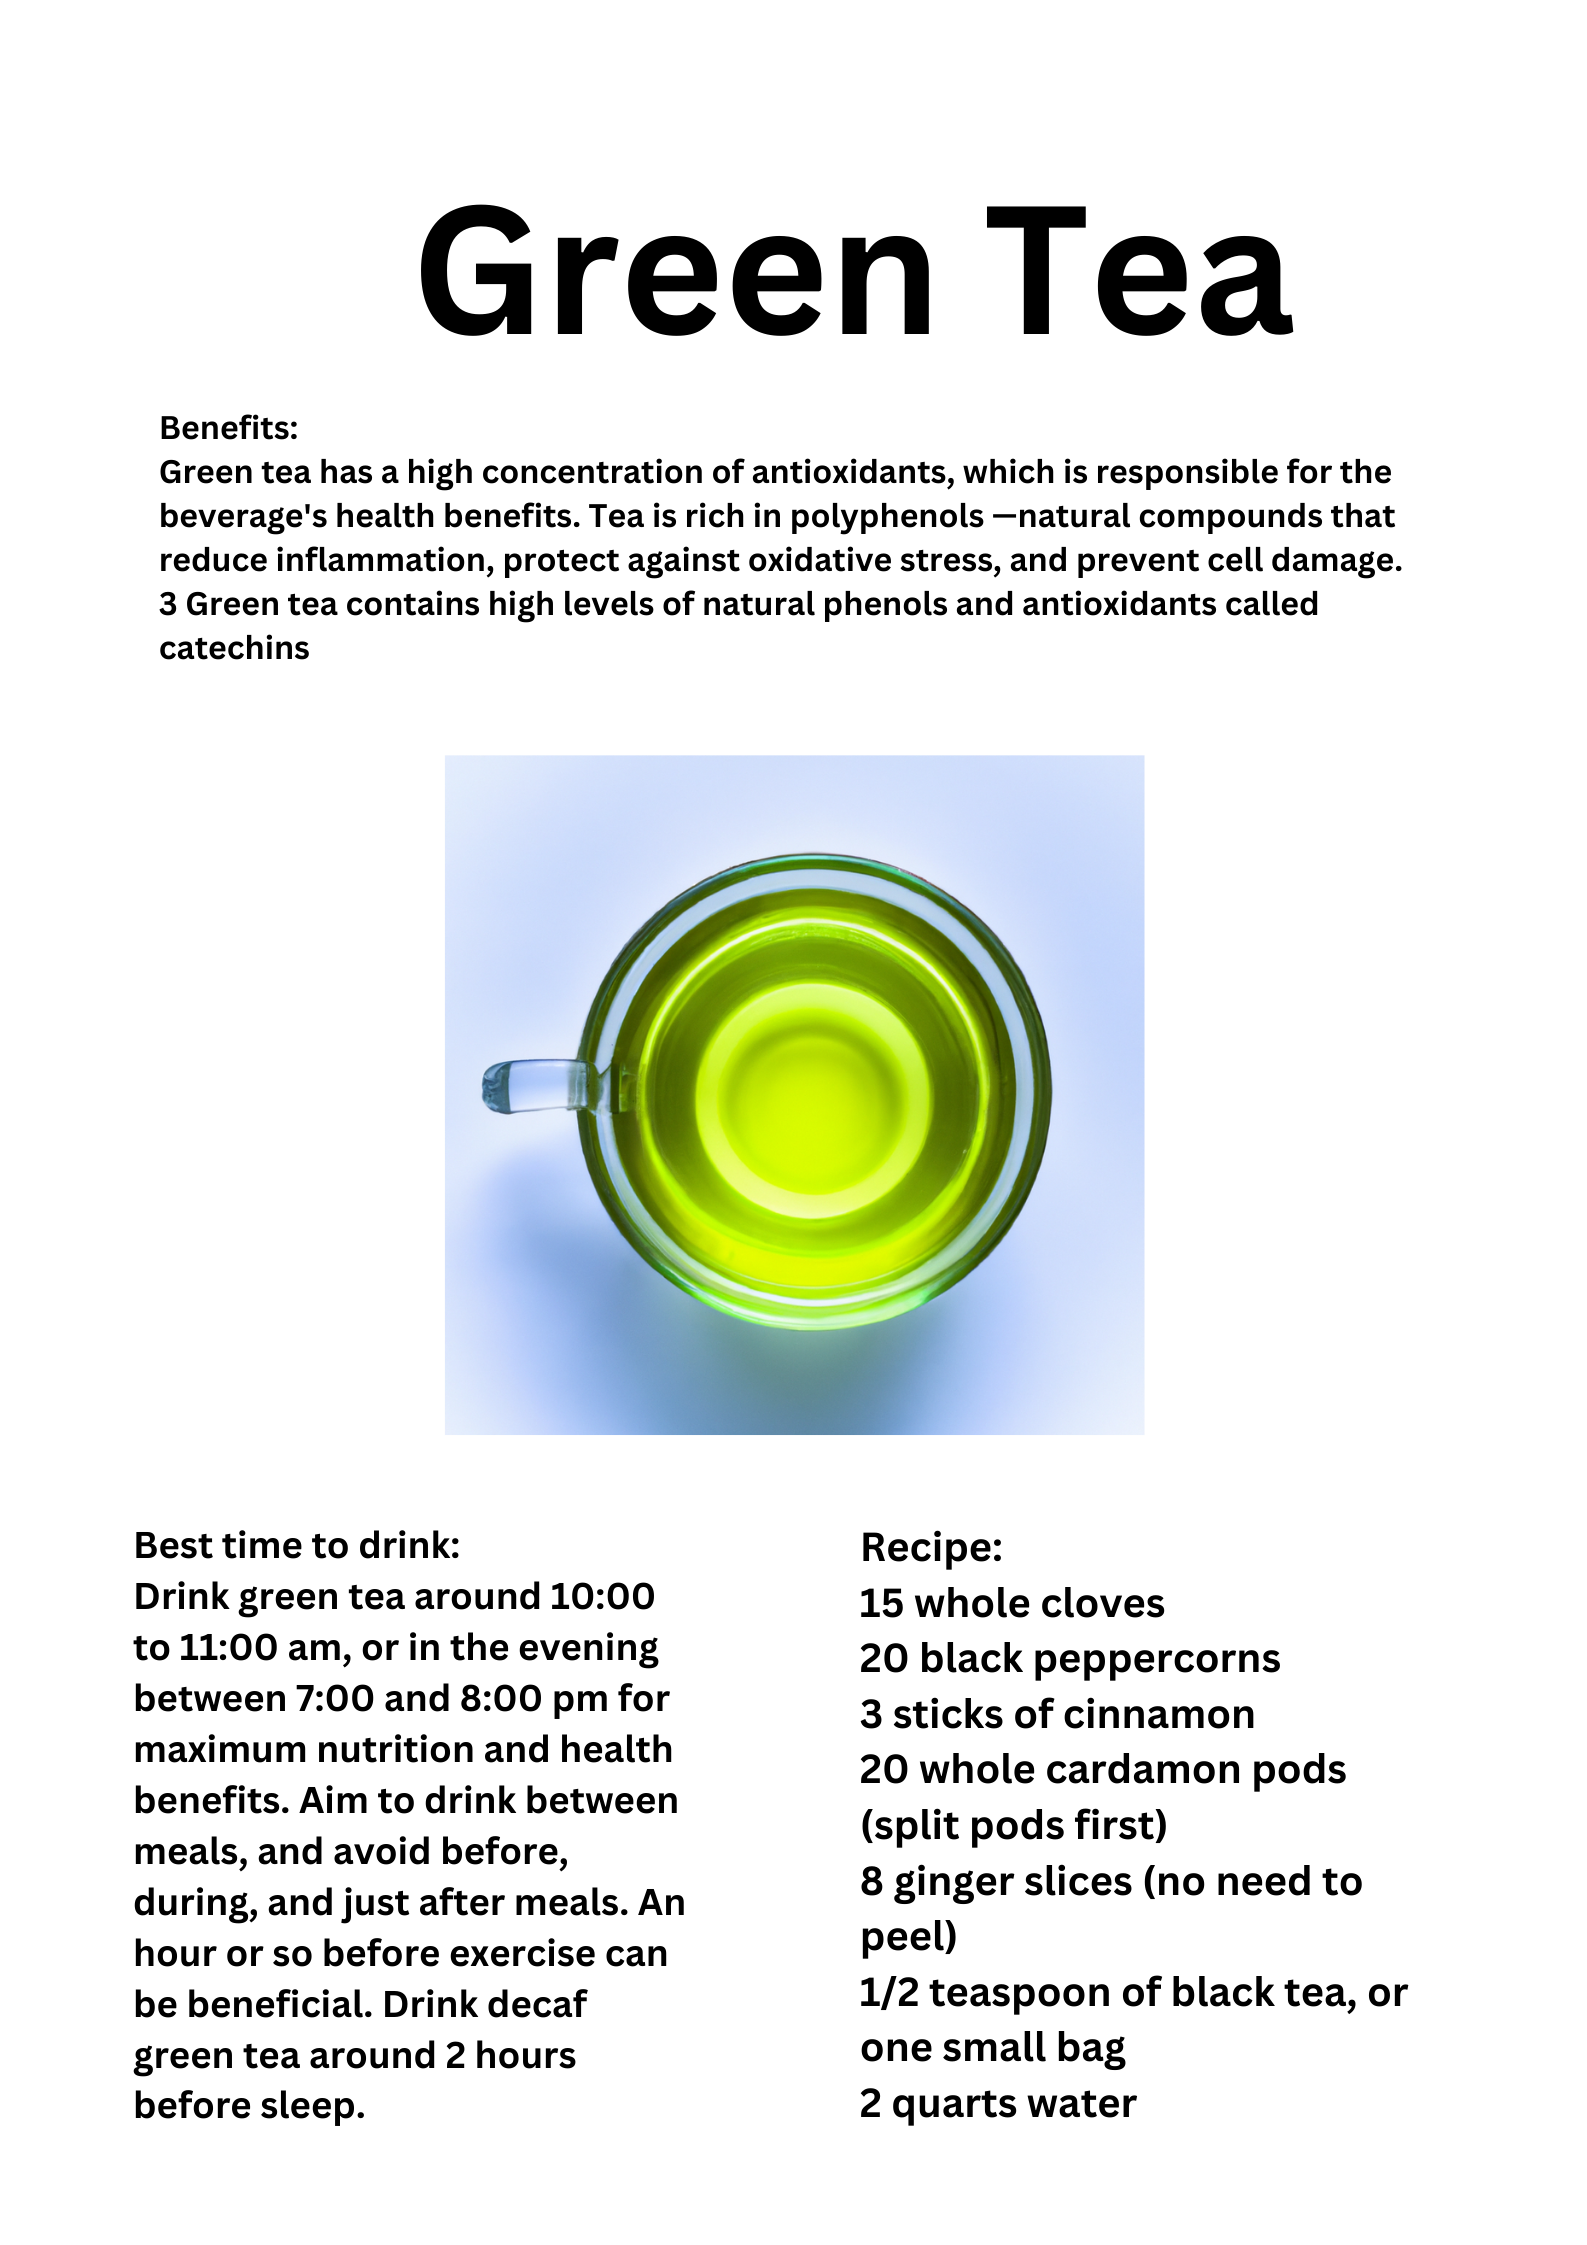 Green Tea
Benefits:
Green tea has a high concentration of antioxidants, which is responsible for the
beverage's health benefits. Tea is rich in polyphenols —natural compounds that
reduce inflammation, protect against oxidative stress, and prevent cell damage.
3 Green tea contains high levels of natural phenols and antioxidants called
catechins
Best time to drink:
Drink green tea around 10:00
to 11:00 am, or in the evening
between 7:00 and 8:00 pm for
maximum nutrition and health
benefits. Aim to drink between
meals, and avoid before,
during, and just after meals. An
hour or so before exercise can
be beneficial. Drink decaf
green tea around 2 hours
before sleep.
Recipe:
15 whole cloves
20 black peppercorns
3 sticks of cinnamon
20 whole cardamon pods
(split pods first)
8 ginger slices (no need to
peel)
1/2 teaspoon of black tea, or
one small bag
2 quarts water